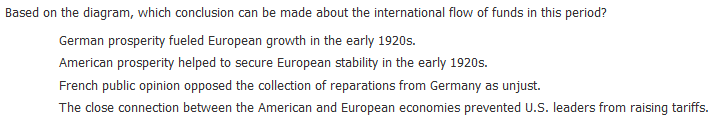 Based on the diagram, which conclusion can be made about the international flow of funds in this period?
German prosperity fueled European growth in the early 1920s.
American prosperity helped to secure European stability in the early 1920s.
French public opinion opposed the collection of reparations from Germany as unjust.
The close connection between the American and European economies prevented U.S. leaders from raising tariffs.